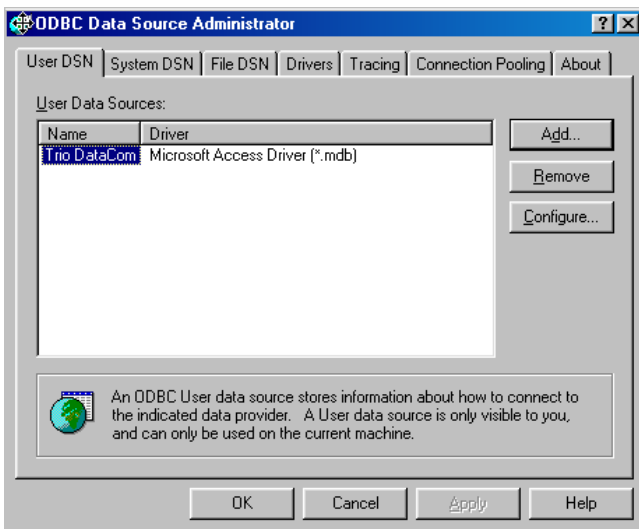 ODBC Data Source Administrator
User DSN System DSN File DSN Drivers Tracing Connection Pooling About
User Data Sources:
Name Driver Add...
Trio DataCom Microsoft Access Driver (*.mdb)
Remove
Configure...
An ODBC User data source stores information about how to connect to
the indicated data provider. A User data source is only visible to you,
and can only be used on the current machine.
OK Cancel Apply Help